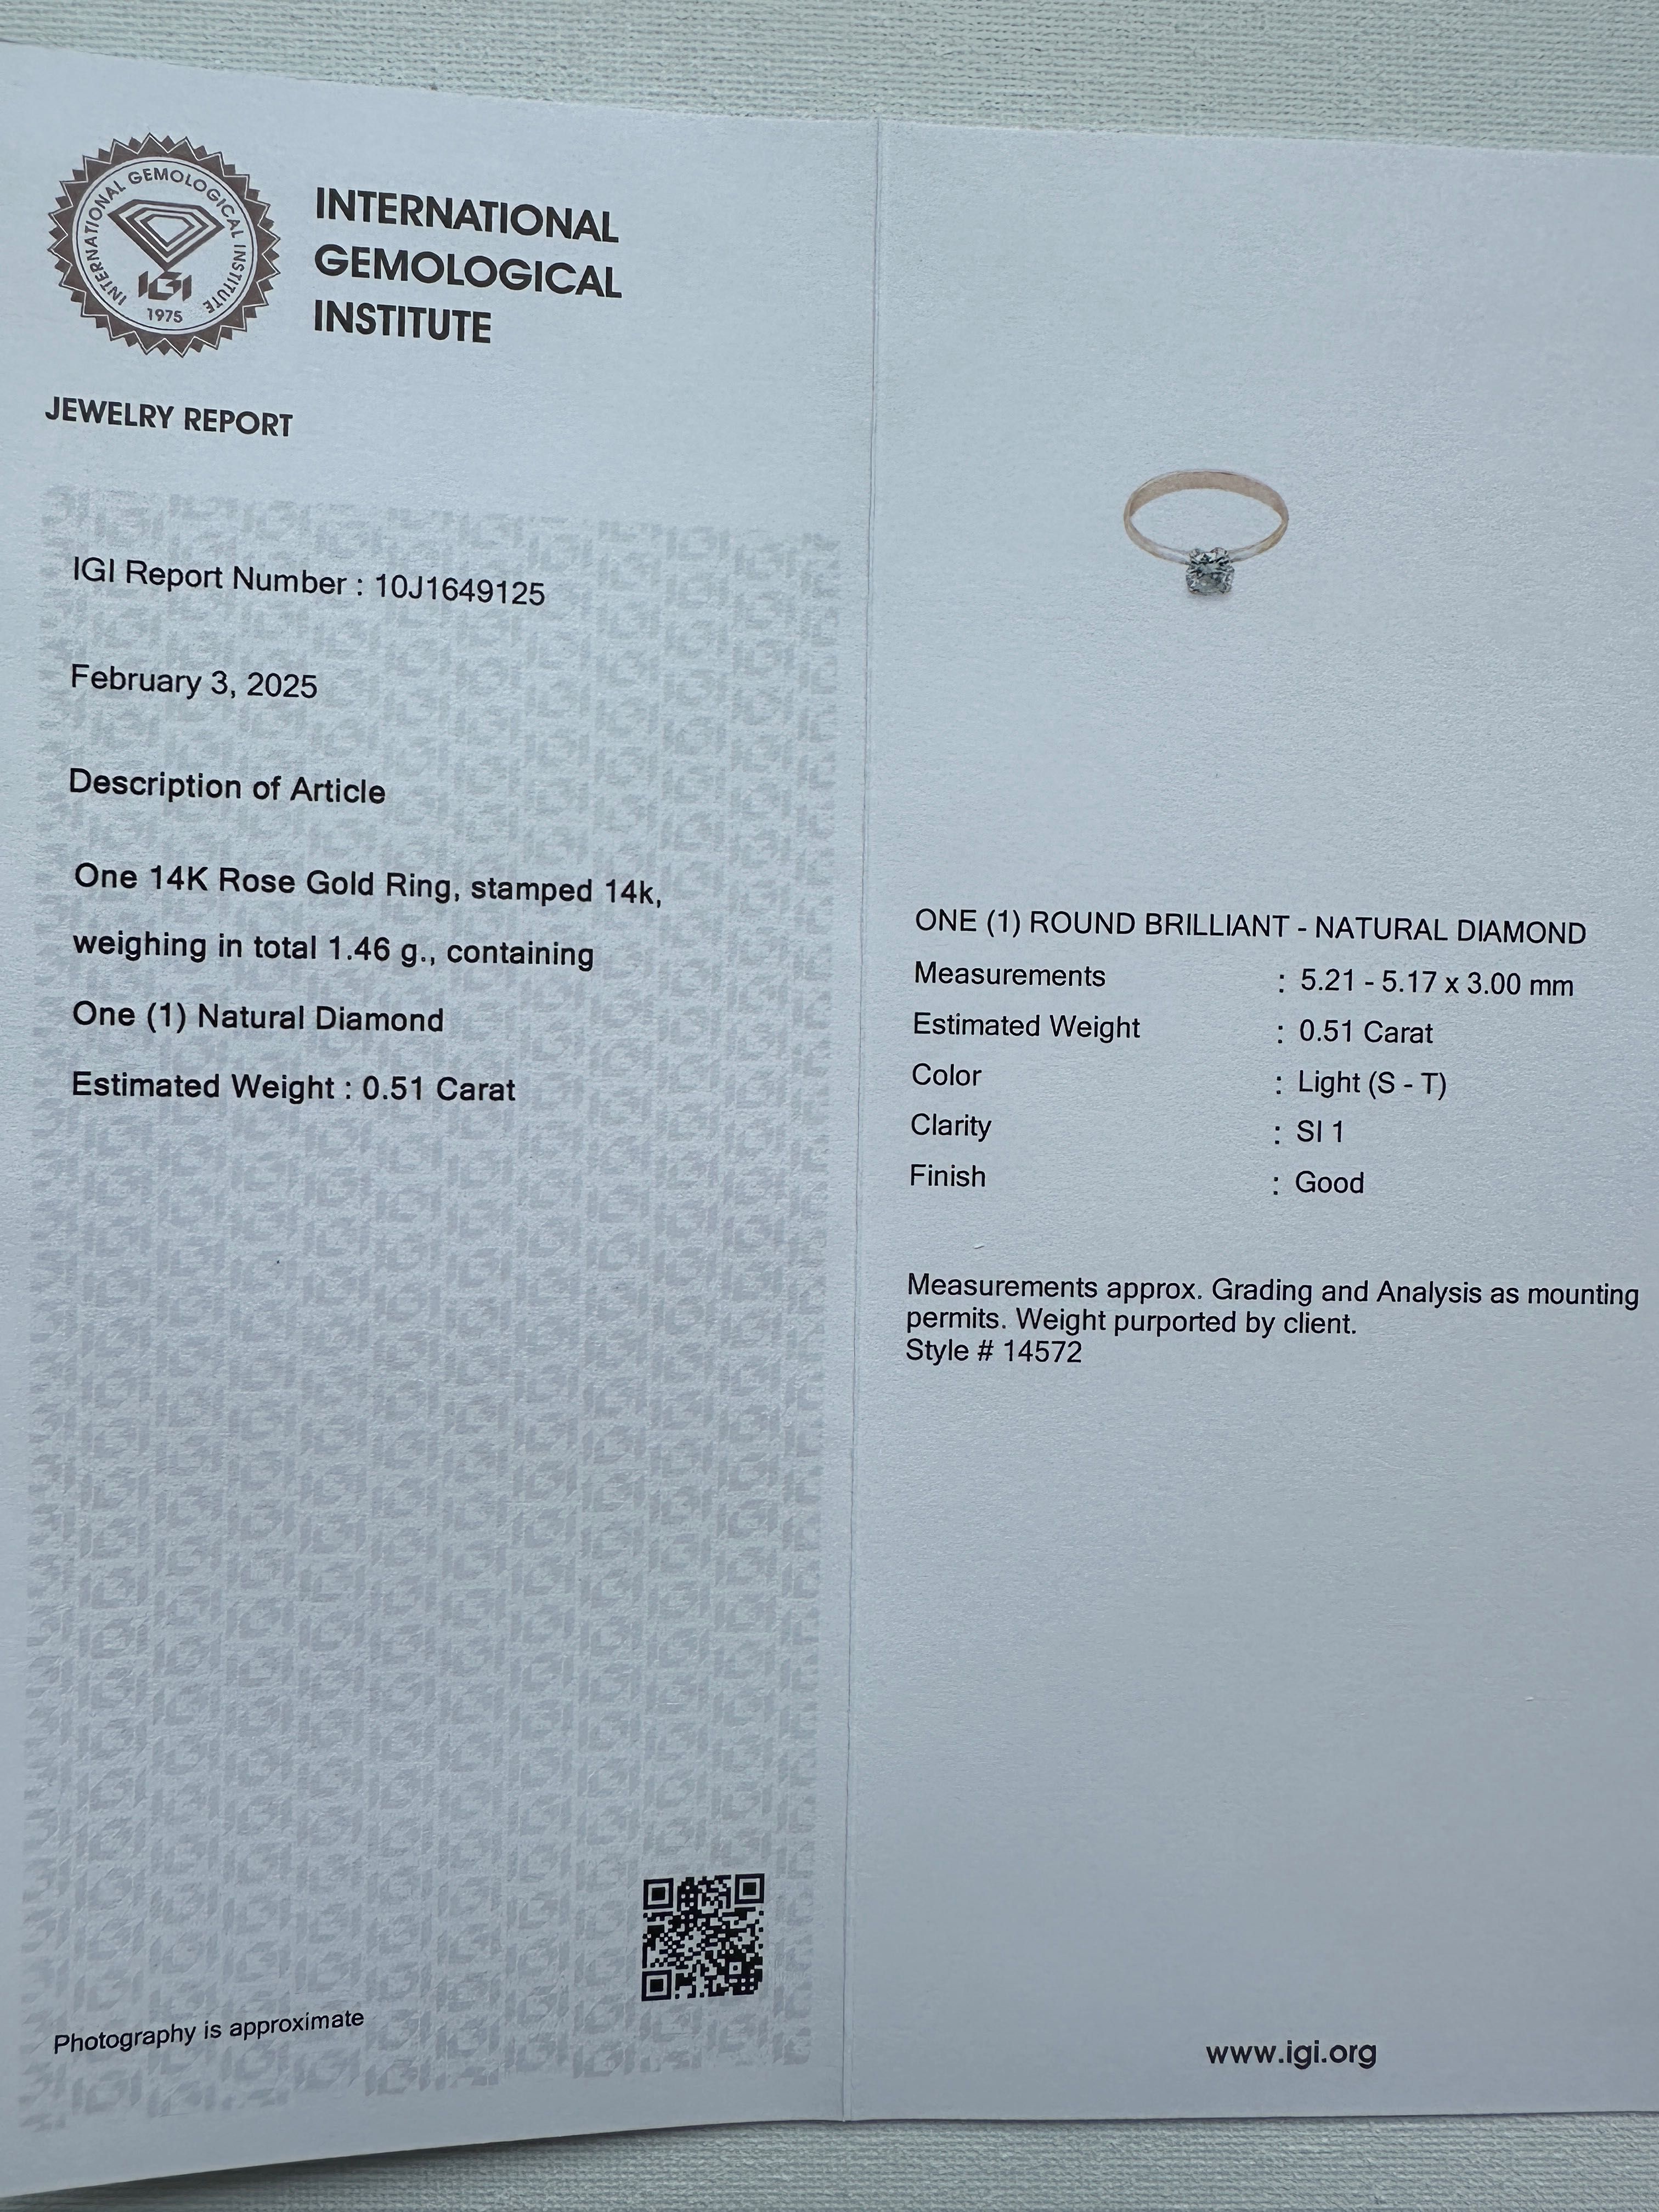 INTERNATIONAL GEMOLOGICAL INSTITUTE
IGI
1975
INTERNATIONAL
GEMOLOGICAL
INSTITUTE
JEWELRY REPORT
IGI Report Number : 10J1649125
February 3, 2025
Description of Article
One 14K Rose Gold Ring, stamped 14k,
weighing in total 1.46 g., containing
One (1) Natural Diamond
Estimated Weight : 0.51 Carat
Photography is approximate
ONE (1) ROUND BRILLIANT - NATURAL DIAMOND
Measurements : 5.21 - 5.17 x 3.00 mm
Estimated Weight : 0.51 Carat
Color : Light (S - T)
Clarity : SI 1
Finish : Good
Measurements approx. Grading and Analysis as mounting
permits. Weight purported by client.
Style # 14572
www.igi.org